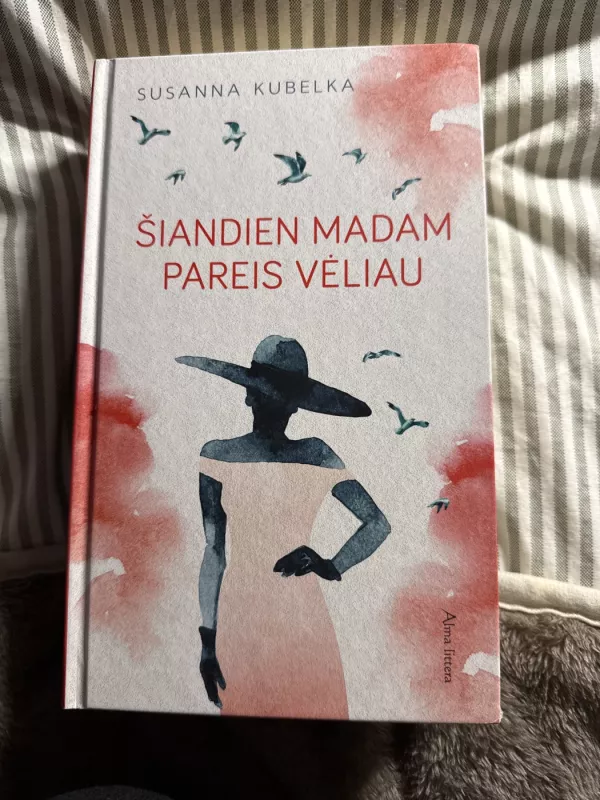 SUSANNA KUBELKA
ŠIANDIEN MADAM
PAREIS VĖLIAU
Alma littera